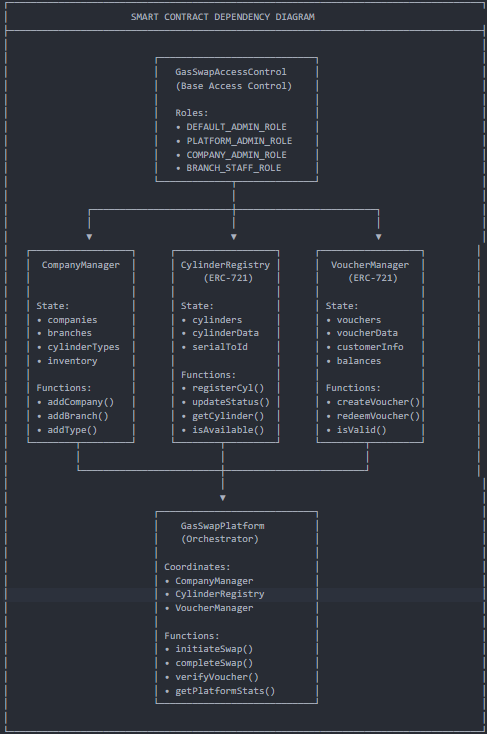 SMART CONTRACT DEPENDENCY DIAGRAM
GasSwapAccessControl
(Base Access Control)
Roles:
• DEFAULT_ADMIN_ROLE
• PLATFORM_ADMIN_ROLE
• COMPANY_ADMIN_ROLE
• BRANCH_STAFF_ROLE
CompanyManager
State:
• companies
• branches
• cylinderTypes
• inventory
Functions:
• addCompany()
• addBranch()
• addType()
CylinderRegistry
(ERC-721)
State:
• cylinders
• cylinderData
• serialToId
Functions:
• registerCyl()
• updateStatus()
• getCylinder()
• isAvailable()
VoucherManager
(ERC-721)
State:
• vouchers
• voucherData
• customerInfo
• balances
Functions:
• createVoucher()
• redeemVoucher()
• isValid()
GasSwapPlatform
(Orchestrator)
Coordinates:
• CompanyManager
• CylinderRegistry
• VoucherManager
Functions:
• initiateSwap()
• completeSwap()
• verifyVoucher()
• getPlatformStats()